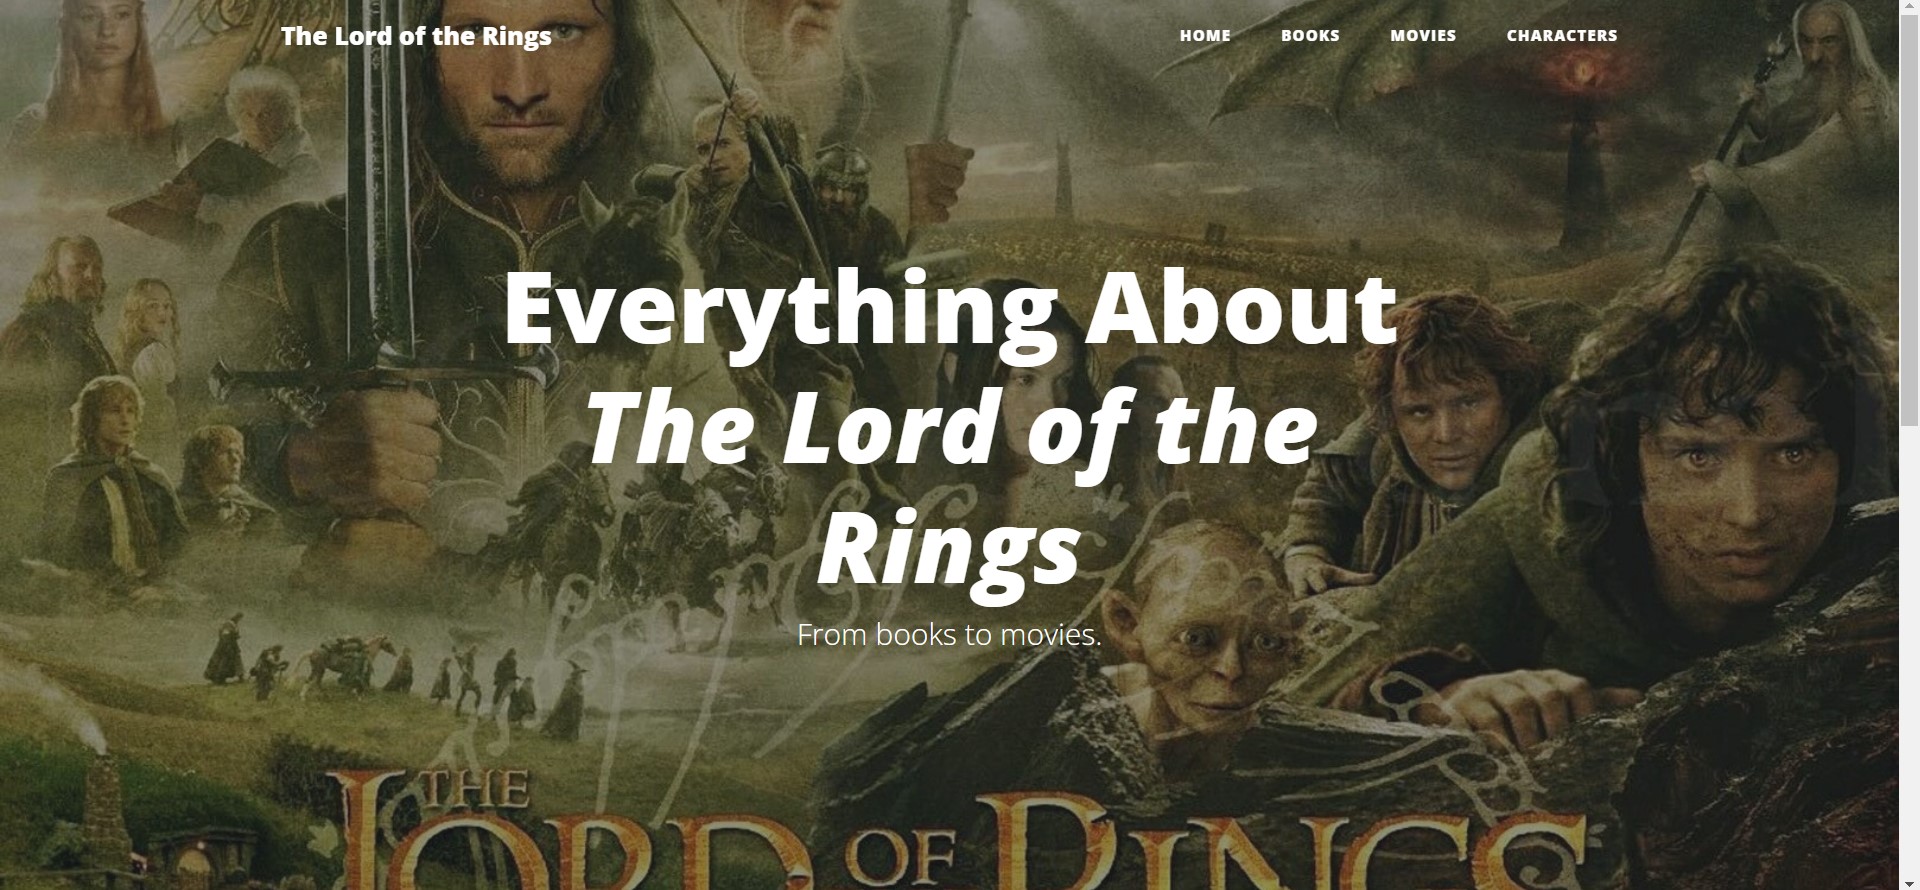 The Lord of the Rings
HOME BOOKS MOVIES CHARACTERS
Everything About
The Lord of the
Rings
From books to movies.
THE
LORD OF RINGS